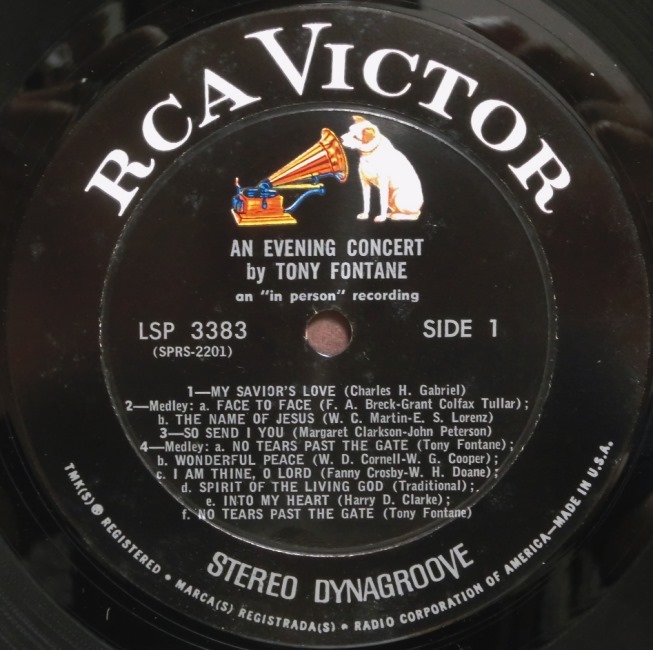 RCA VICTOR
AN EVENING CONCERT
by TONY FONTANE
an "in person" recording
LSP 3383
(SPRS-2201)
SIDE 1
1—MY SAVIOR'S LOVE (Charles H. Gabriel)
2—Medley: a. FACE TO FACE (F. A. Breck-Grant Colfax Tullar);
b. THE NAME OF JESUS (W. C. Martin-E. S. Lorenz)
3—SO SEND I YOU (Margaret Clarkson-John Peterson)
4—Medley: a. NO TEARS PAST THE GATE (Tony Fontane);
b. WONDERFUL PEACE (W. D. Cornell-W. G. Cooper);
c. I AM THINE, O LORD (Fanny Crosby-W. H. Doane);
d. SPIRIT OF THE LIVING GOD (Traditional);
e. INTO MY HEART (Harry D. Clarke);
f. NO TEARS PAST THE GATE (Tony Fontane)
STEREO DYNAGROOVE
TMK(S) ® REGISTERED • MARCA(S) REGISTRADA(S) • RADIO CORPORATION OF AMERICA—MADE IN U.S.A.